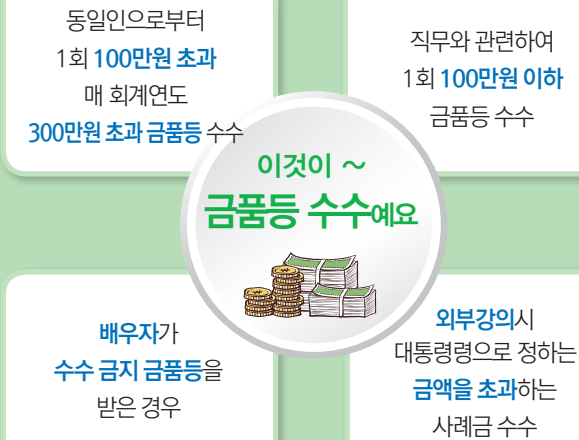 동일인으로부터
1회 100만원 초과
매 회계연도
300만원 초과 금품등 수수
직무와 관련하여
1회 100만원 이하
금품등 수수
이것이 ~
금품등 수수예요
배우자가
수수 금지 금품등을
받은 경우
외부강의시
대통령령으로 정하는
금액을 초과하는
사례금 수수